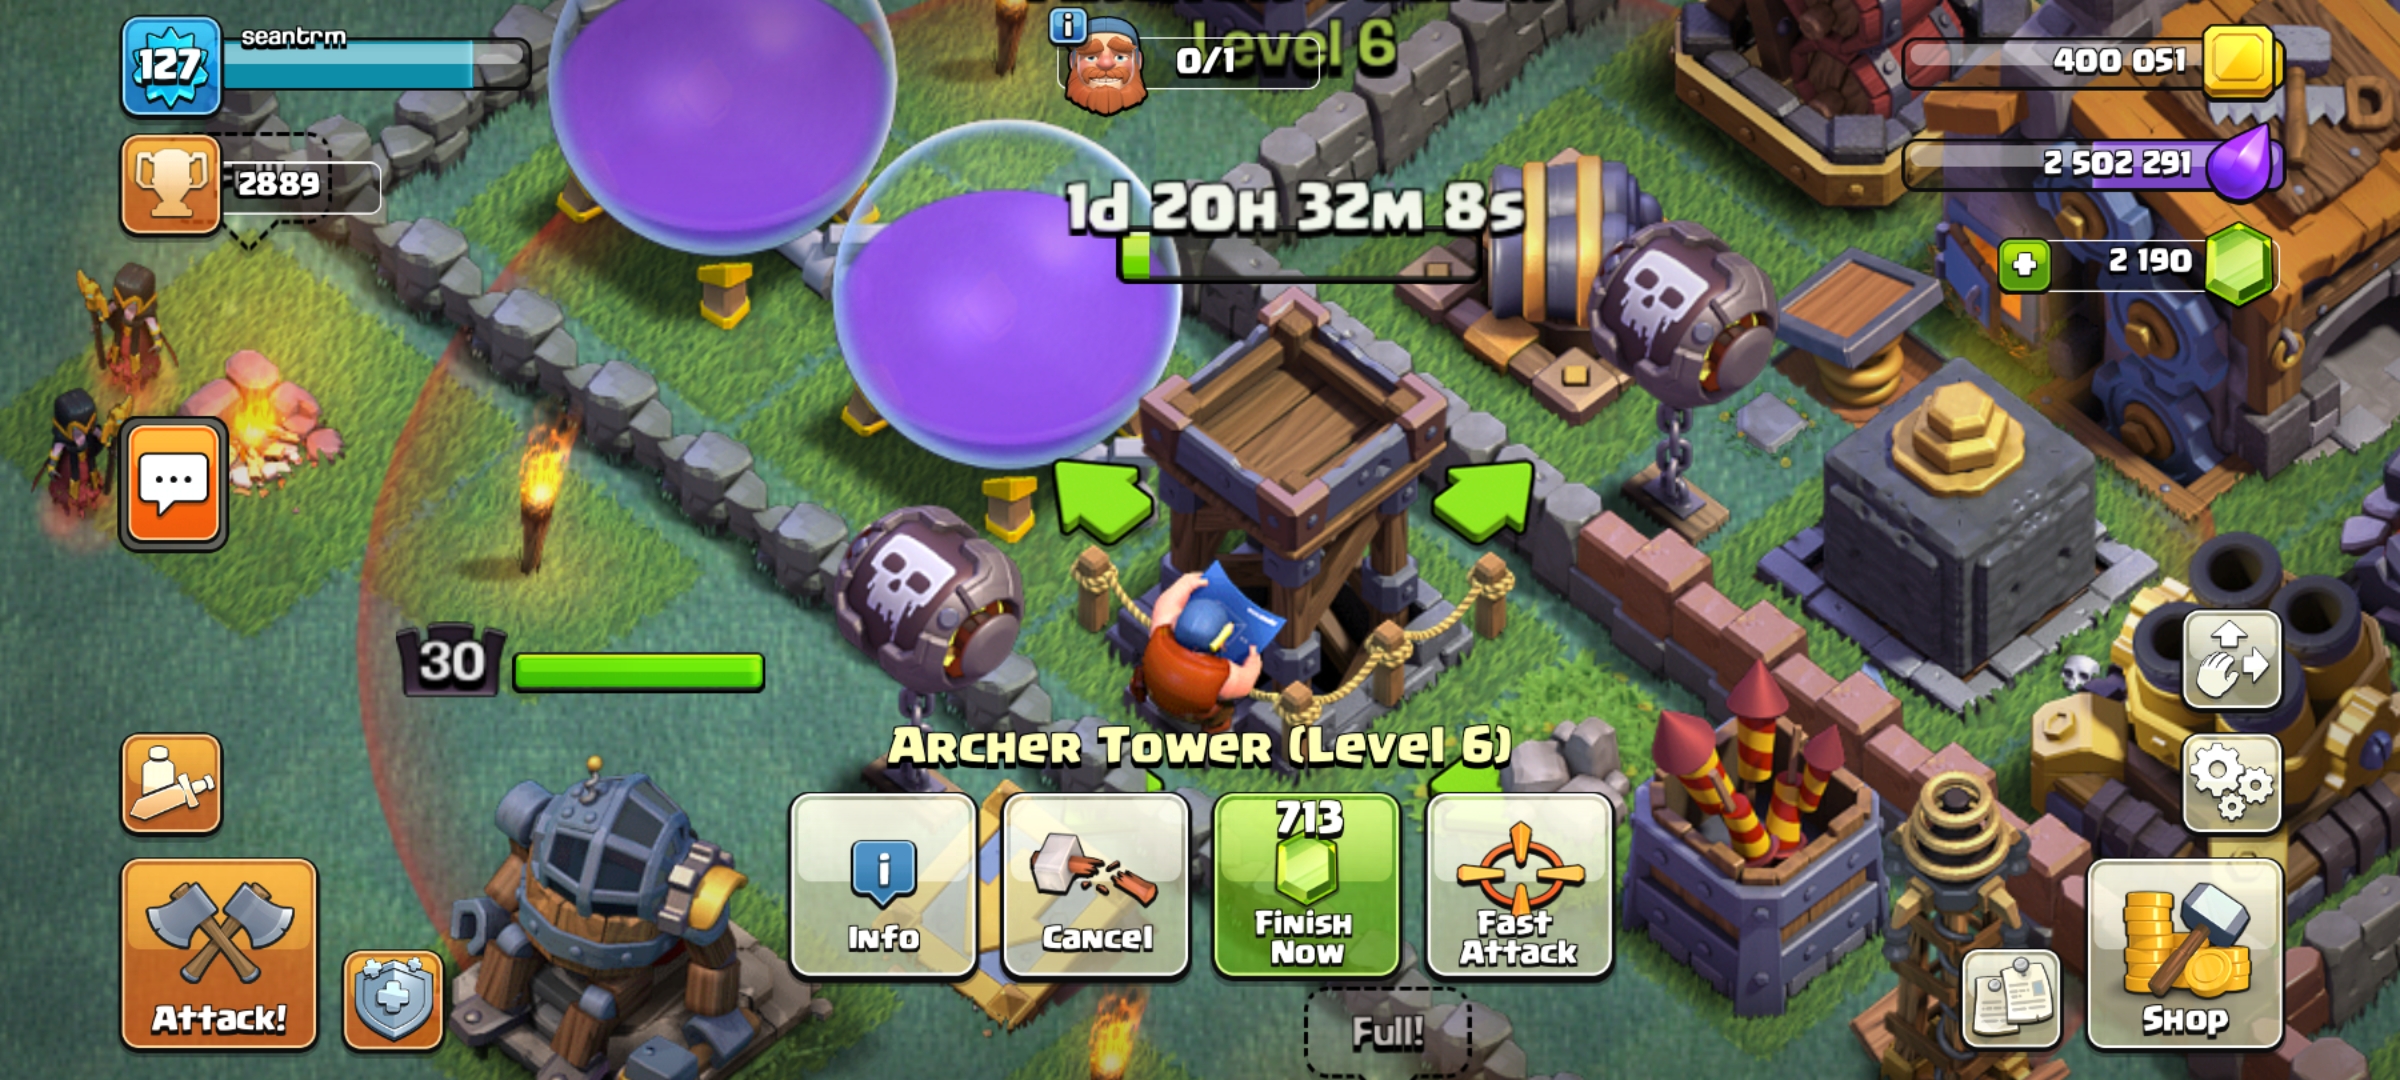 127
seantrm
0/1
Level 6
400 051
2889
1d 20H 32M 8s
2 502 291
2 190
30
Archer Tower (Level 6)
Info
Cancel
713
Finish
Now
Fast
Attack
Attack!
Full!
Shop